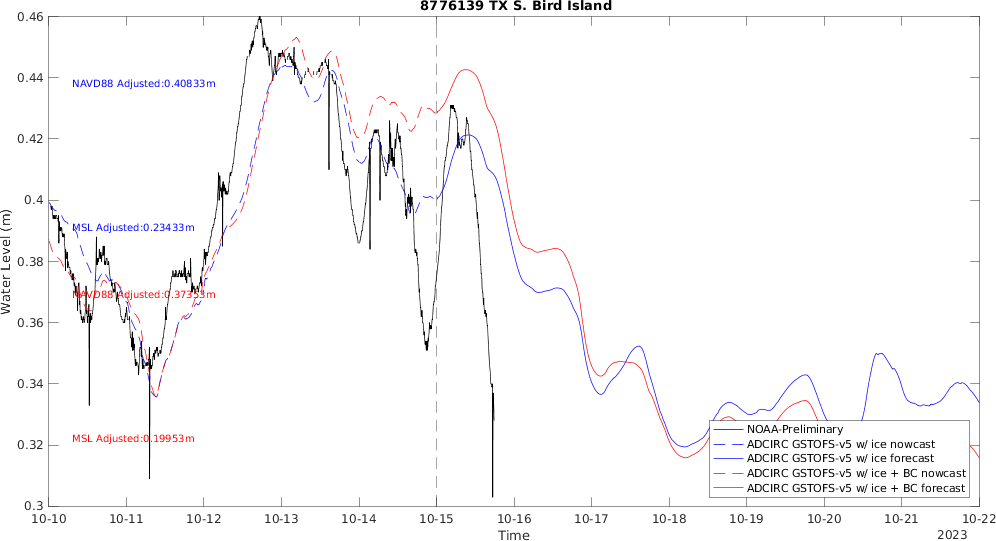 8776139 TX S. Bird Island
Water Level (m)
0.46
0.44
0.42
0.4
0.38
0.36
0.34
0.32
0.3
NAVD88 Adjusted:0.40833m
MSL Adjusted:0.23433m
NAVD88 Adjusted:0.37353m
MSL Adjusted:0.19953m
NOAA-Preliminary
ADCIRC GSTOFS-v5 w/ ice nowcast
ADCIRC GSTOFS-v5 w/ ice forecast
ADCIRC GSTOFS-v5 w/ ice + BC nowcast
ADCIRC GSTOFS-v5 w/ ice + BC forecast
10-10 10-11 10-12 10-13 10-14 10-15 10-16 10-17 10-18 10-19 10-20 10-21 10-22
Time
2023